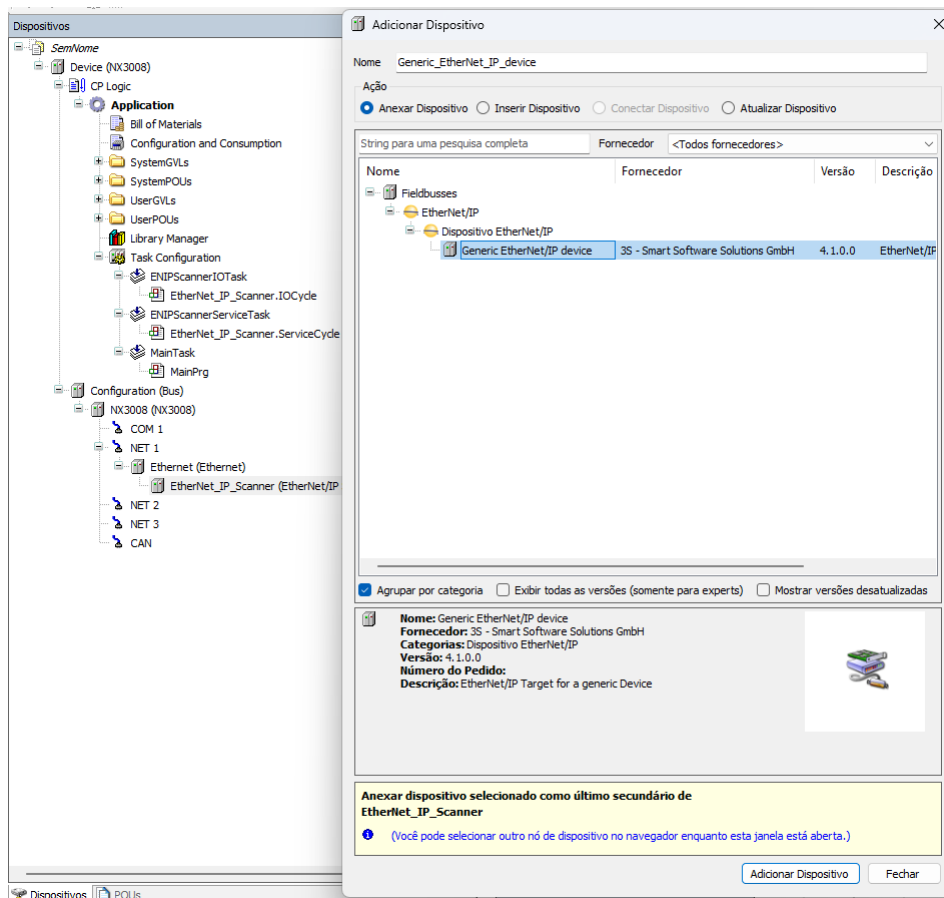 Dispositivos
SemNome
Device (NX3008)
CP Logic
Application
Bill of Materials
Configuration and Consumption
SystemGVLs
SystemPOUs
UserGVLs
UserPOUs
Library Manager
Task Configuration
ENIPScannerIOTask
EtherNet_IP_Scanner.IOCycle
ENIPScannerServiceTask
EtherNet_IP_Scanner.ServiceCycle
MainTask
MainPrg
Configuration (Bus)
NX3008 (NX3008)
COM 1
NET 1
Ethernet (Ethernet)
EtherNet_IP_Scanner (EtherNet/IP
NET 2
NET 3
CAN
Dispositivos POUs
Adicionar Dispositivo
Nome Generic_EtherNet_IP_device
Ação
Anexar Dispositivo Inserir Dispositivo Conectar Dispositivo Atualizar Dispositivo
String para uma pesquisa completa Fornecedor <Todos fornecedores>
Nome Fornecedor Versão Descrição
Fieldbusses
EtherNet/IP
Dispositivo EtherNet/IP
Generic EtherNet/IP device 3S - Smart Software Solutions GmbH 4.1.0.0 EtherNet/IP
Agrupar por categoria Exibir todas as versões (somente para experts) Mostrar versões desatualizadas
Nome: Generic EtherNet/IP device
Fornecedor: 3S - Smart Software Solutions GmbH
Categorias: Dispositivo EtherNet/IP
Versão: 4.1.0.0
Número do Pedido:
Descrição: EtherNet/IP Target for a generic Device
Anexar dispositivo selecionado como último secundário de
EtherNet_IP_Scanner
(Você pode selecionar outro nó de dispositivo no navegador enquanto esta janela está aberta.)
Adicionar Dispositivo Fechar